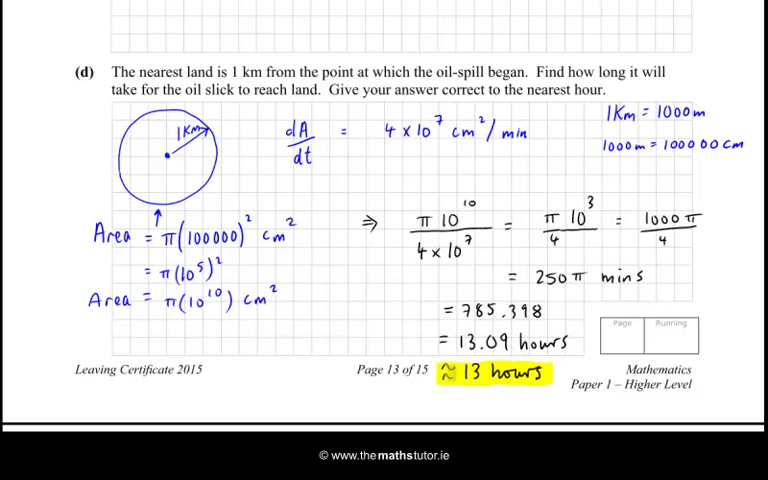 (d) The nearest land is 1 km from the point at which the oil-spill began. Find how long it will
take for the oil slick to reach land. Give your answer correct to the nearest hour.
1Km
dA/dt = 4 × 10^7 cm^2/min
1Km = 1000m
1000m = 100000cm
Area = π(100000)^2 cm^2
= π(10^5)^2
Area = π(10^10) cm^2
⇒ π 10^10 / 4 × 10^7 = π 10^3 / 4 = 1000π / 4
= 250π mins
= 785.398
= 13.09 hours
≈ 13 hours
Page Running
Leaving Certificate 2015 Page 13 of 15 Mathematics
Paper 1 – Higher Level
© www.themathstutor.ie